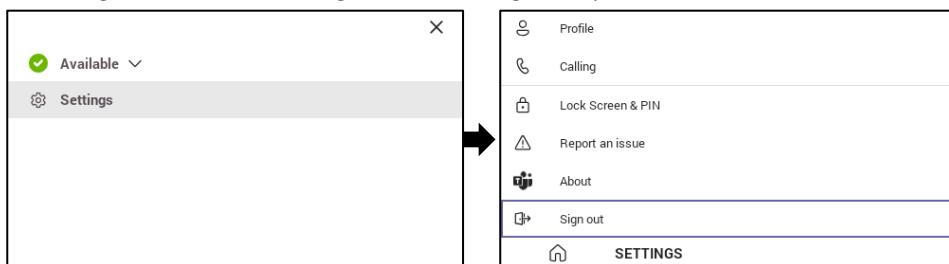 Available
Settings
Profile
Calling
Lock Screen & PIN
Report an issue
About
Sign out
SETTINGS